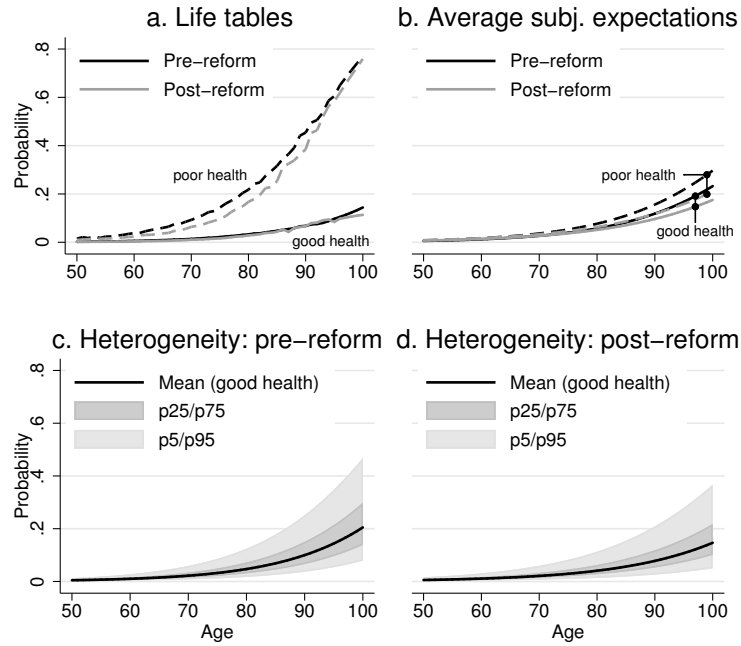 a. Life tables
b. Average subj. expectations
Probability
0 .2 .4 .6 .8
Pre−reform
Post−reform
poor health
good health
50 60 70 80 90 100
Pre−reform
Post−reform
poor health
good health
50 60 70 80 90 100
c. Heterogeneity: pre−reform
d. Heterogeneity: post−reform
Probability
0 .2 .4 .6 .8
Mean (good health)
p25/p75
p5/p95
50 60 70 80 90 100
Age
Mean (good health)
p25/p75
p5/p95
50 60 70 80 90 100
Age